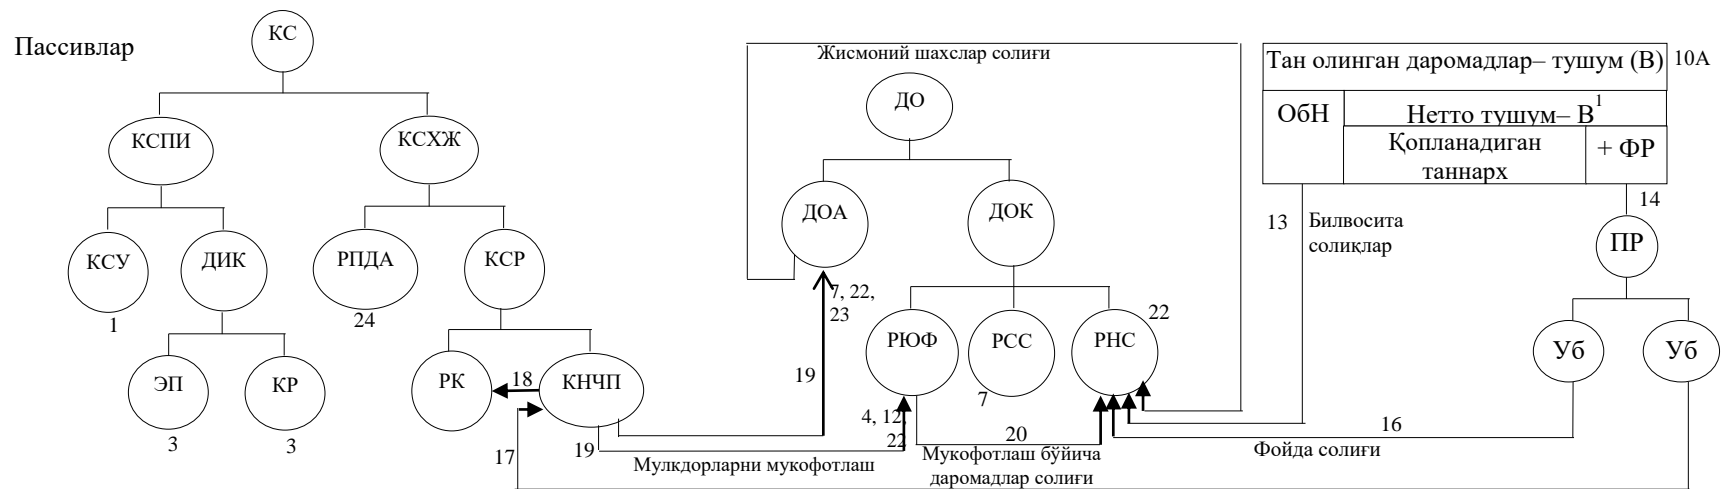 Пассивлар
КС
КСПИ
КСХЖ
КСУ
ДИК
РПДА
КСР
1
24
ЭП
КР
РК
18
КНЧП
3
3
19
17
Мулкдорларни мукофотлаш
Жисмоний шахслар солиғи
ДО
ДОА
ДОК
7, 22,
23
19
РЮФ
РСС
РНС
22
7
4, 12,
22
20
Мукофотлаш бўйича
даромадлар солиғи
Тан олинган даромадлар– тушум (В)
10А
ОбН
Нетто тушум– В1
Қопланадиган
таннарх
+ ФР
13
Билвосита
солиқлар
14
ПР
Уб
Уб
16
Фойда солиғи